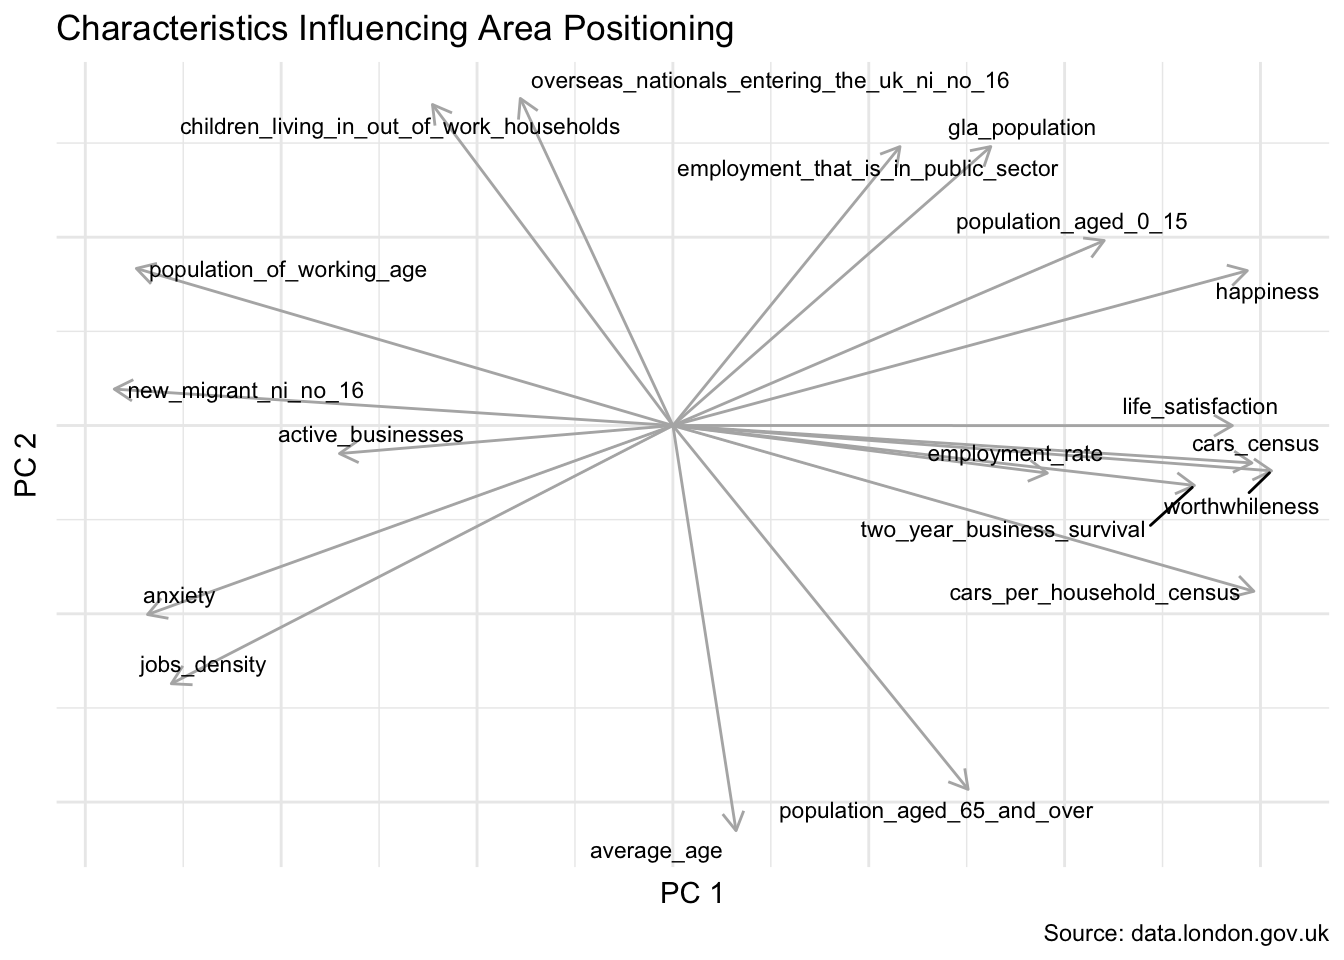 Characteristics Influencing Area Positioning
overseas_nationals_entering_the_uk_ni_no_16
children_living_in_out_of_work_households
gla_population
employment_that_is_in_public_sector
population_aged_0_15
population_of_working_age
happiness
new_migrant_ni_no_16
life_satisfaction
active_businesses
cars_census
employment_rate
worthwhileness
two_year_business_survival
cars_per_household_census
anxiety
jobs_density
population_aged_65_and_over
average_age
PC 2
PC 1
Source: data.london.gov.uk